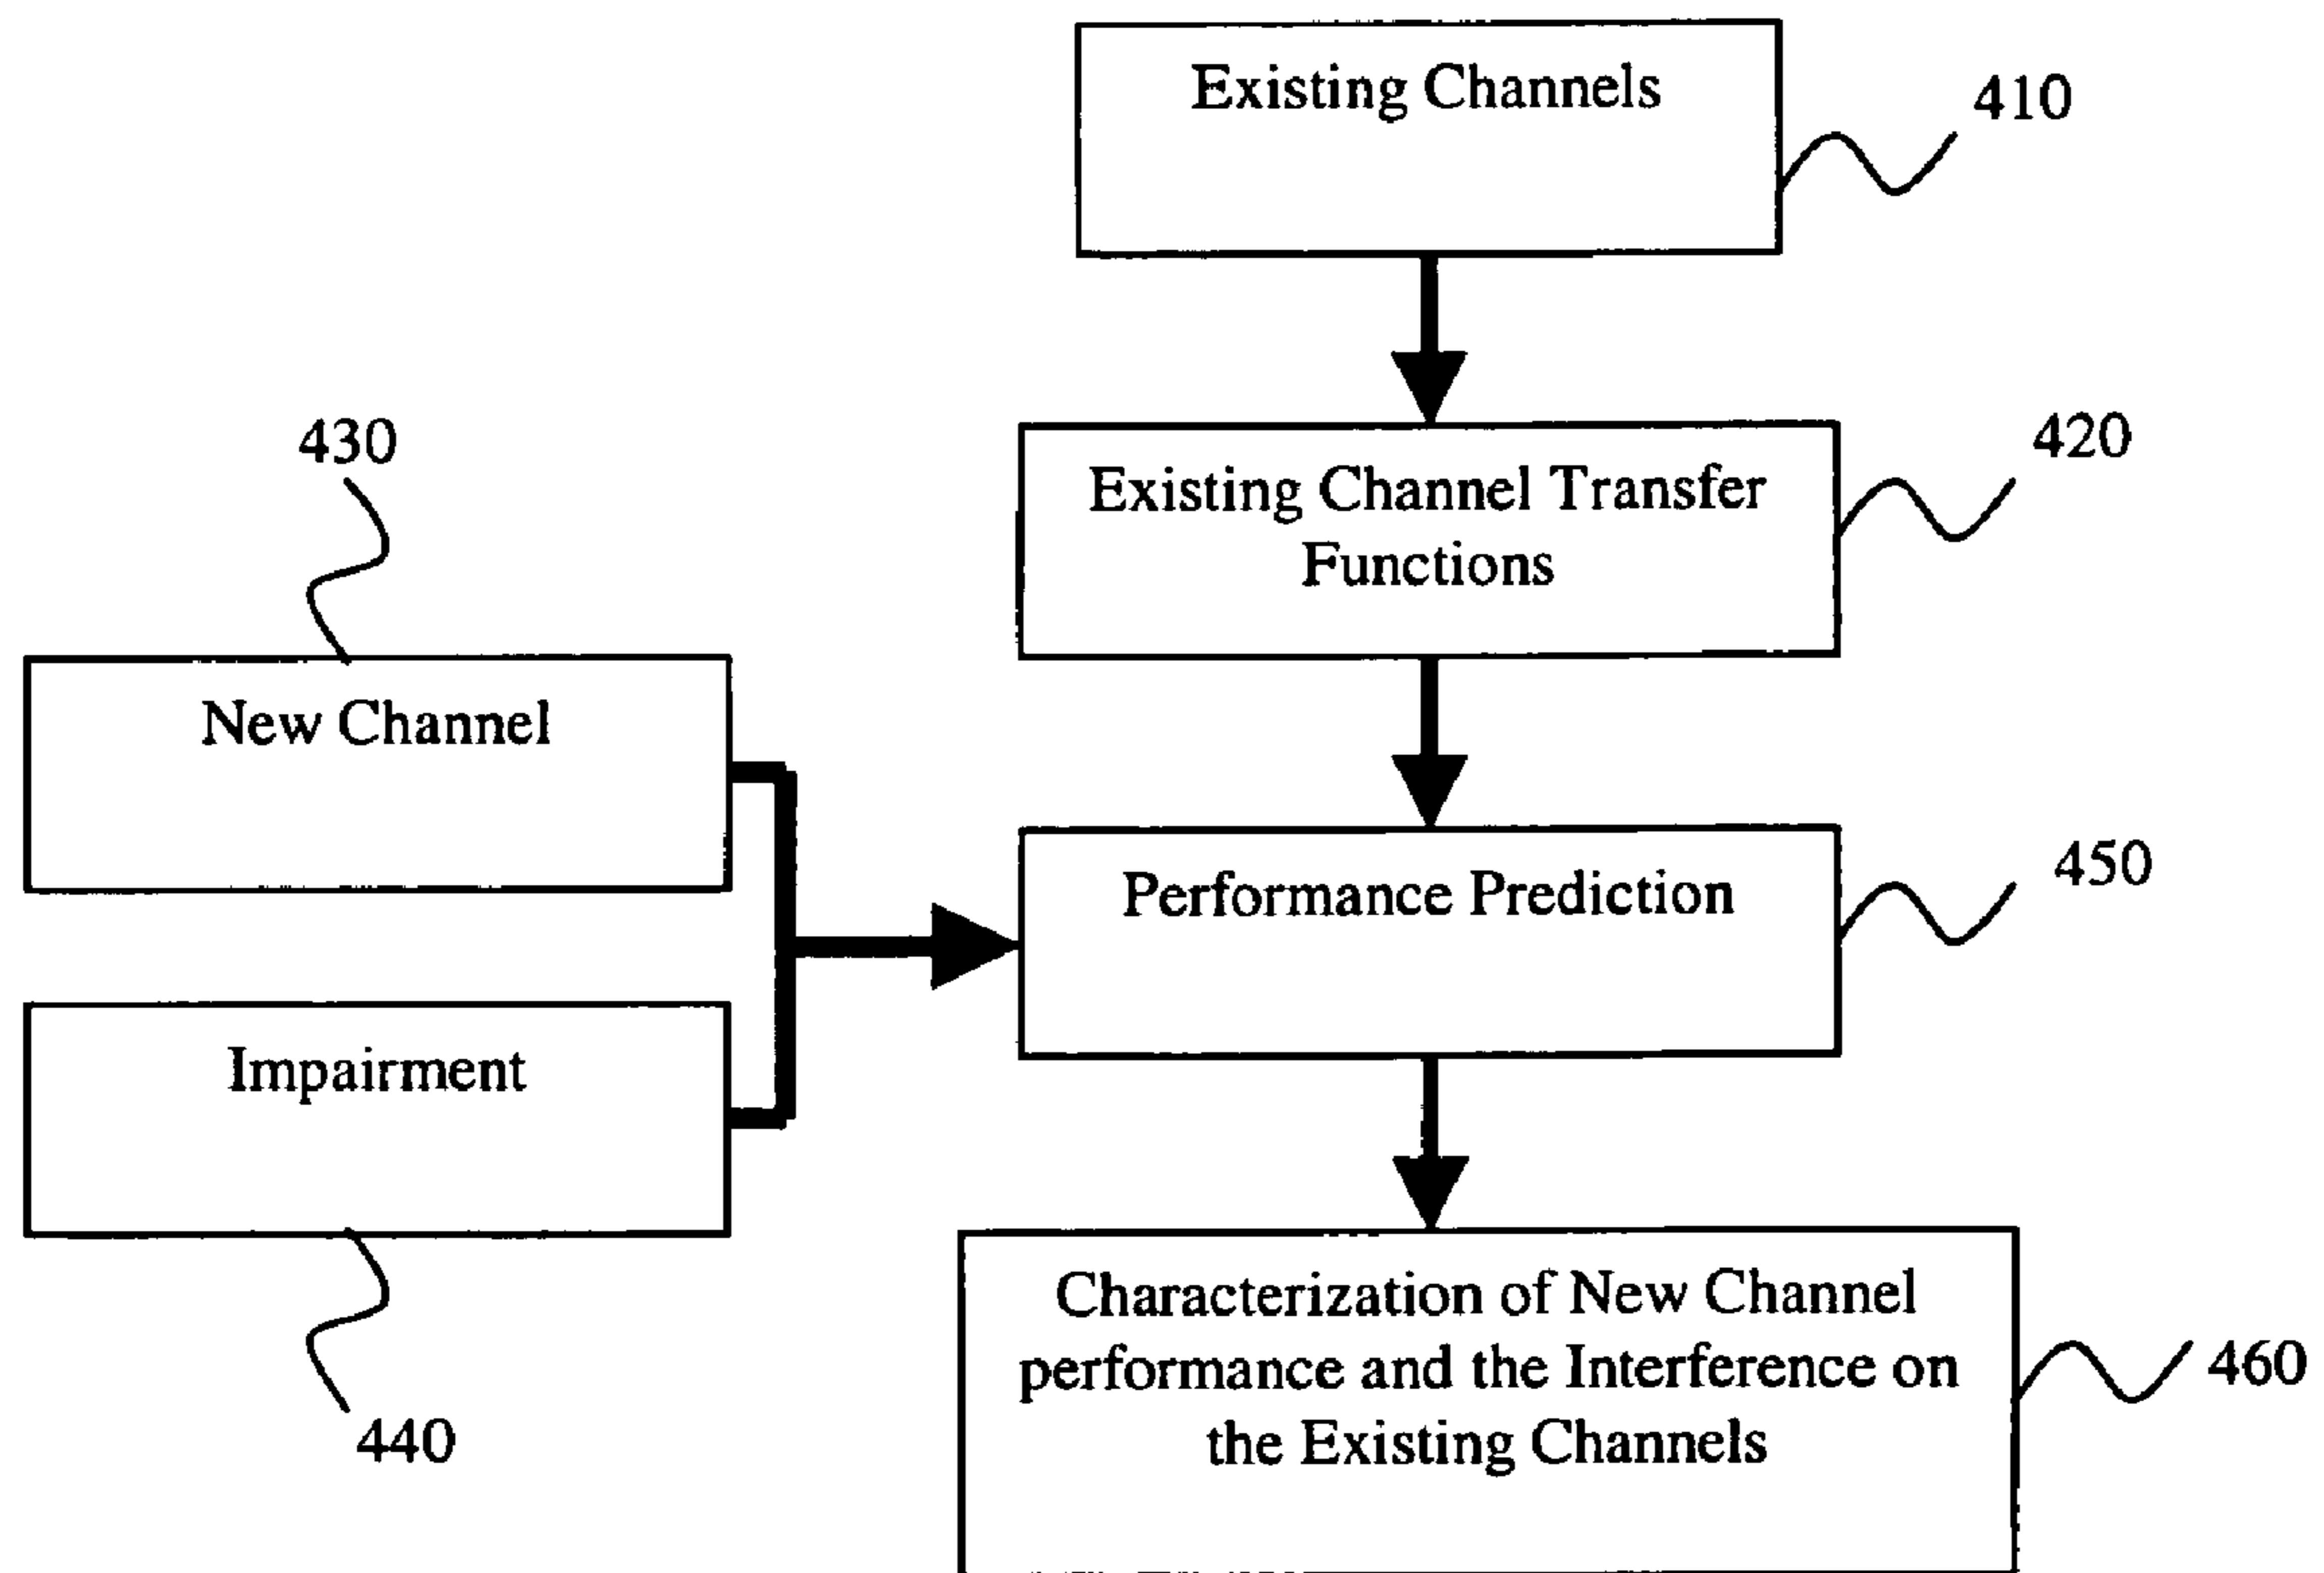 Existing Channels
410
Existing Channel Transfer
Functions
420
430
New Channel
Performance Prediction
450
Impairment
440
Characterization of New Channel
performance and the Interference on
the Existing Channels
460